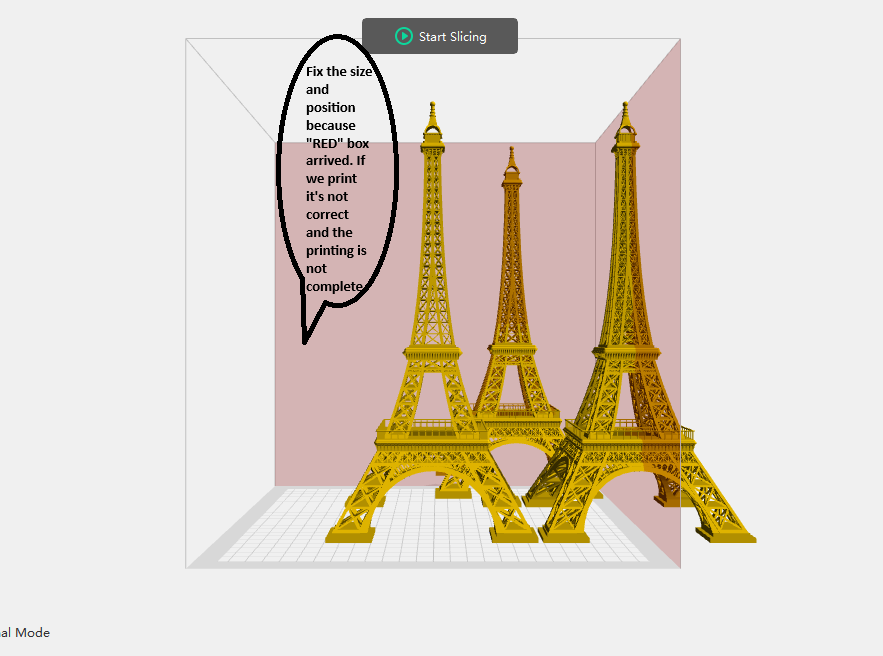 Start Slicing
Fix the size
and
position
because
"RED" box
arrived. If
we print
it's not
correct
and the
printing is
not
complete
al Mode